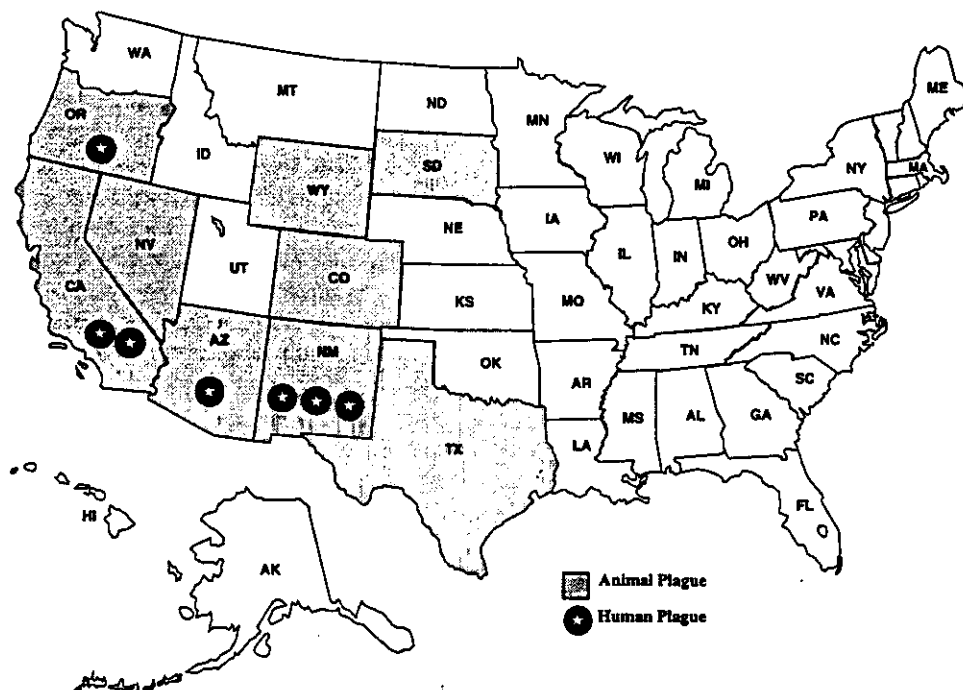 WA
MT
ND
MN
ME
OR
ID
WY
SD
WI
MI
NY
MA
NV
UT
CO
NE
IA
IL
IN
OH
PA
CA
KS
MO
KY
WV
VA
AZ
NM
OK
AR
TN
NC
TX
LA
MS
AL
GA
SC
FL
HI
AK
Animal Plague
Human Plague